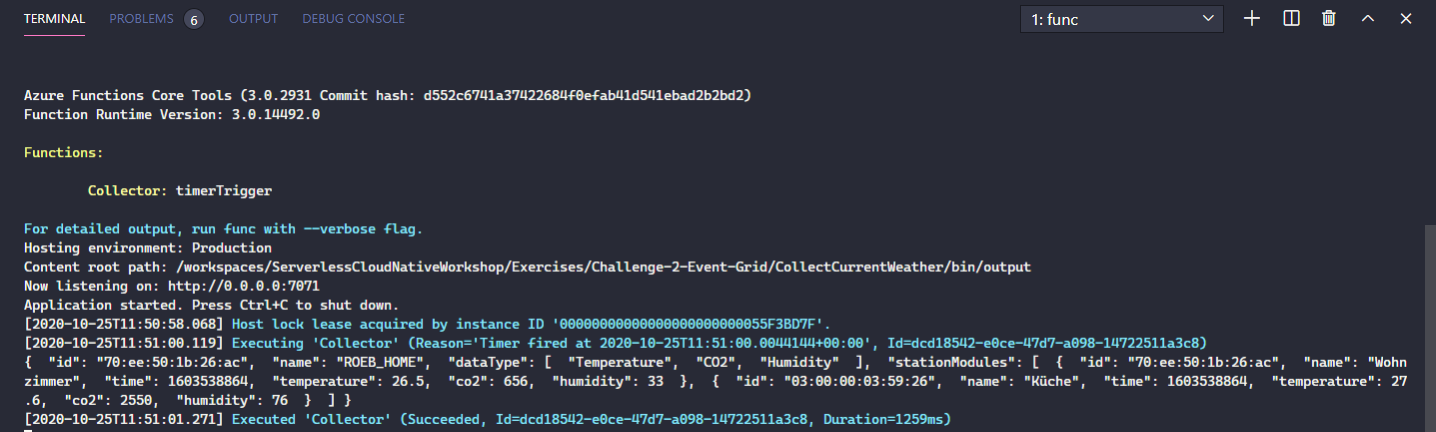 TERMINAL PROBLEMS 6 OUTPUT DEBUG CONSOLE 1: func
Azure Functions Core Tools (3.0.2931 Commit hash: d552c6741a37422684f0efab41d541ebad2b2bd2)
Function Runtime Version: 3.0.14492.0
Functions:
Collector: timerTrigger
For detailed output, run func with --verbose flag.
Hosting environment: Production
Content root path: /workspaces/ServerlessCloudNativeWorkshop/Exercises/Challenge-2-Event-Grid/CollectCurrentWeather/bin/output
Now listening on: http://0.0.0.0:7071
Application started. Press Ctrl+C to shut down.
[2020-10-25T11:50:58.068] Host lock lease acquired by instance ID '00000000000000000000000055F3BD7F'.
[2020-10-25T11:51:00.119] Executing 'Collector' (Reason='Timer fired at 2020-10-25T11:51:00.0044144+00:00', Id=dcd18542-e0ce-47d7-a098-14722511a3c8)
{  "id": "70:ee:50:1b:26:ac",  "name": "ROEB_HOME",  "dataType": [  "Temperature",  "CO2",  "Humidity"  ],  "stationModules": [  {  "id": "70:ee:50:1b:26:ac",  "name": "Wohn
zimmer",  "time": 1603538864,  "temperature": 26.5,  "co2": 656,  "humidity": 33  },  {  "id": "03:00:00:03:59:26",  "name": "Küche",  "time": 1603538864,  "temperature": 27
.6,  "co2": 2550,  "humidity": 76  }  ] }
[2020-10-25T11:51:01.271] Executed 'Collector' (Succeeded, Id=dcd18542-e0ce-47d7-a098-14722511a3c8, Duration=1259ms)